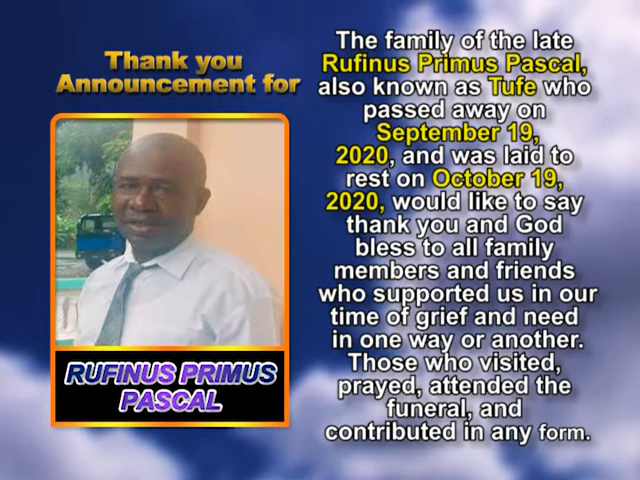 Thank you
Announcement for
RUFINUS PRIMUS
PASCAL
The family of the late
Rufinus Primus Pascal,
also known as Tufe who
passed away on
September 19,
2020, and was laid to
rest on October 19,
2020, would like to say
thank you and God
bless to all family
members and friends
who supported us in our
time of grief and need
in one way or another.
Those who visited,
prayed, attended the
funeral, and
contributed in any form.